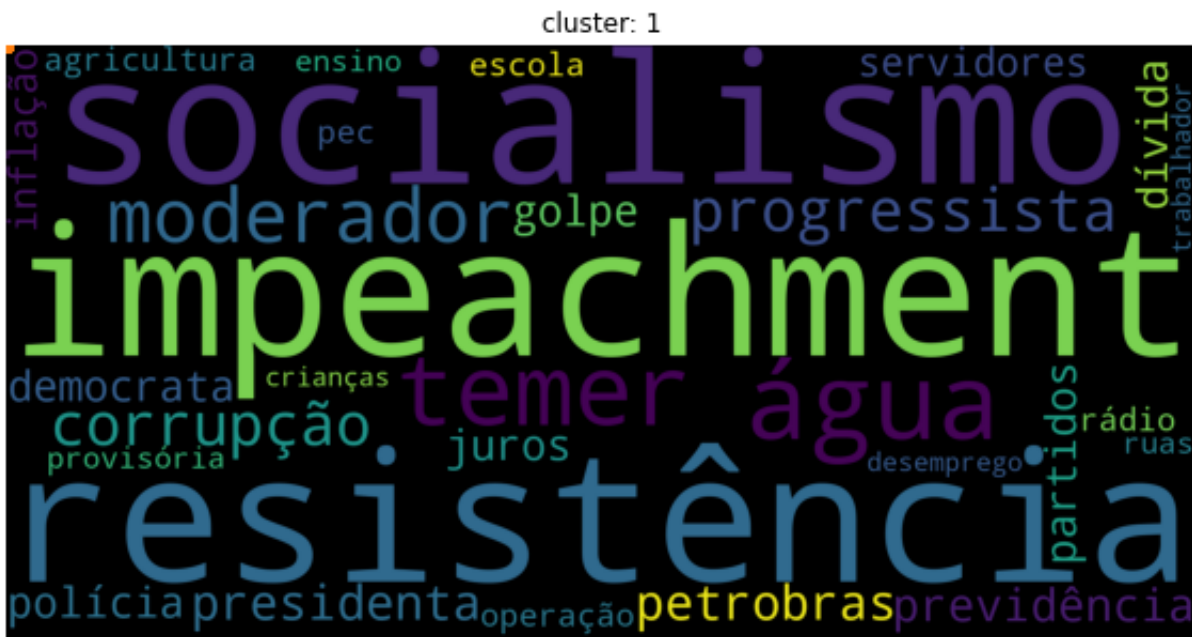 cluster: 1
inflação
agricultura
ensino
escola
servidores
dívida
trabalhador
socialismo
pec
moderador
golpe
progressista
impeachment
democrata
crianças
temer
água
partidos
corrupção
juros
rádio
provisória
desemprego
ruas
resistência
polícia
presidenta
operação
petrobras
previdência